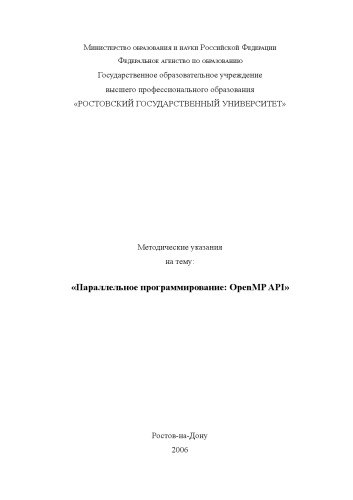 Министерство образования и науки Российской Федерации
Федеральное агенство по образованию
Государственное образовательное учреждение
высшего профессионального образования
«РОСТОВСКИЙ ГОСУДАРСТВЕННЫЙ УНИВЕРСИТЕТ»
Методические указания
на тему:
«Параллельное программирование: OpenMP API»
Ростов-на-Дону
2006